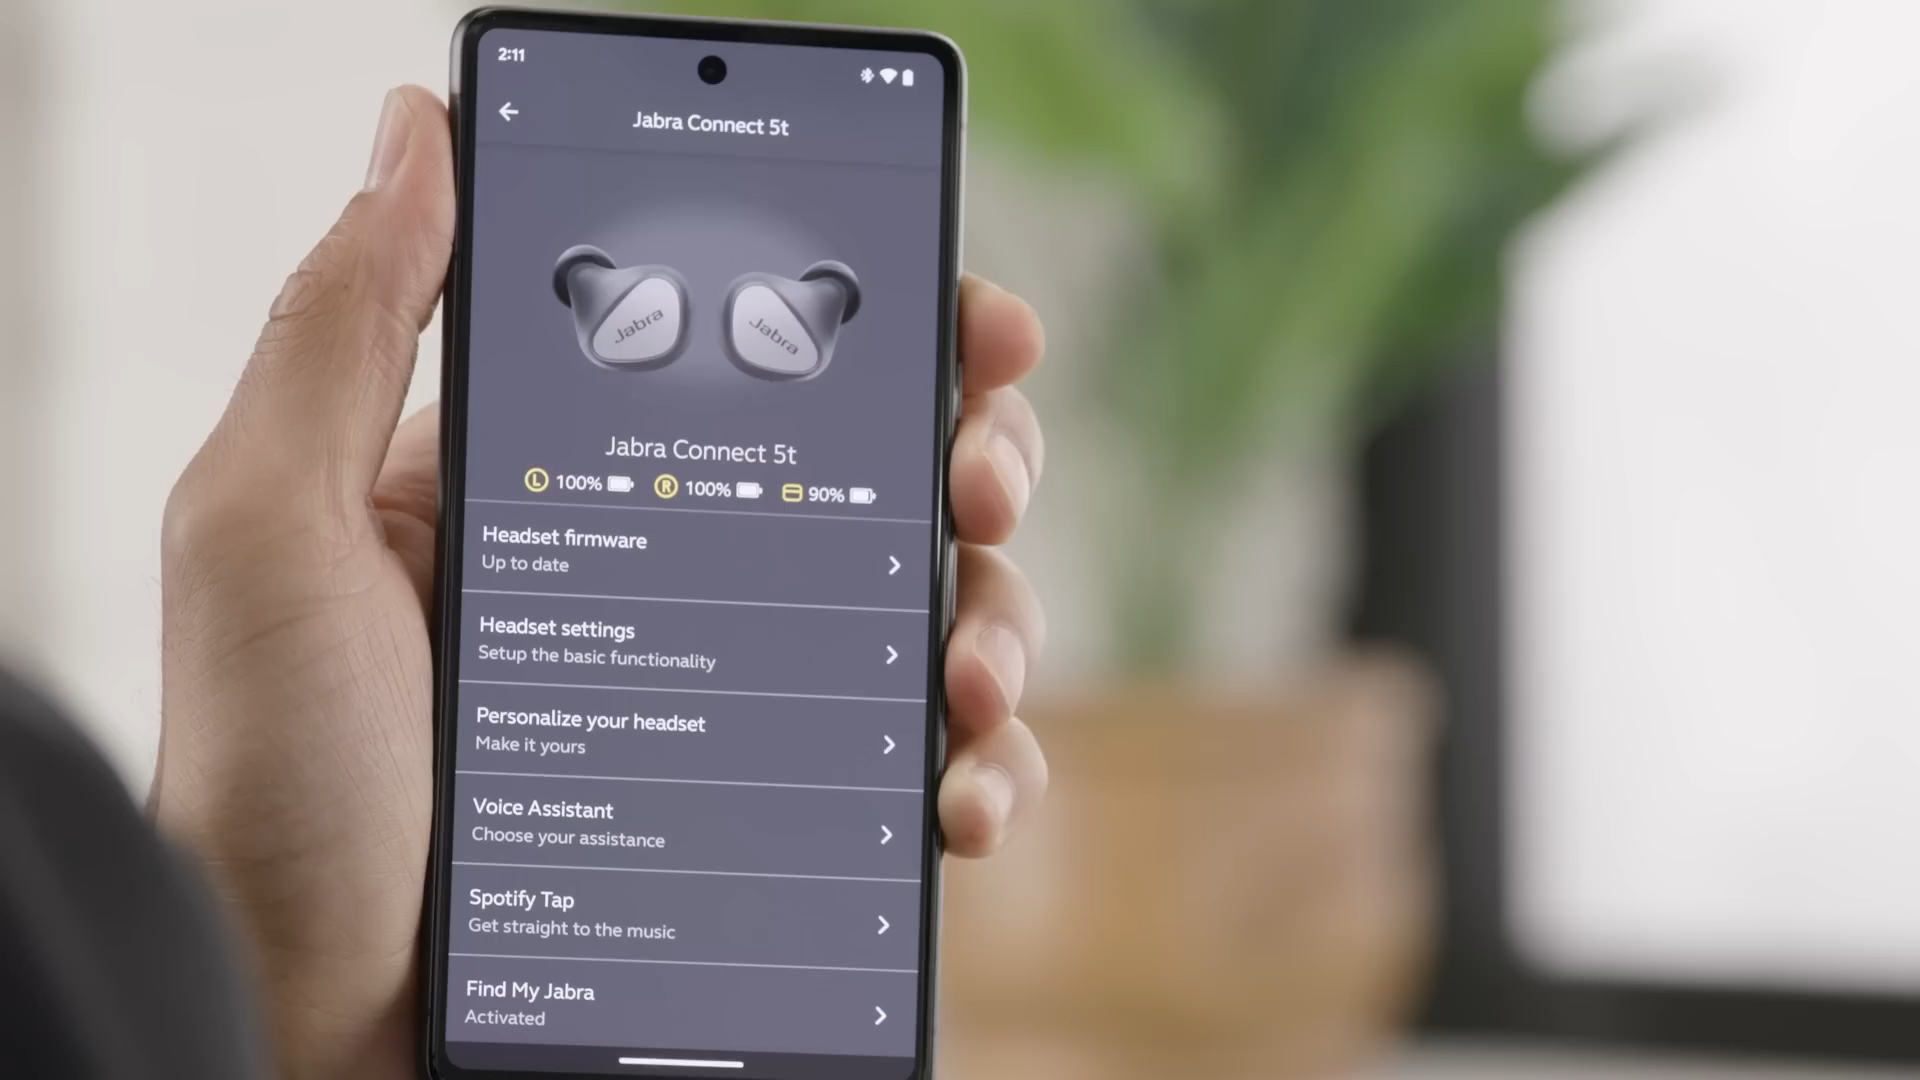 2:11
Jabra Connect 5t
Jabra Jabra
Jabra Connect 5t
L 100% R 100% 90%
Headset firmware
Up to date
Headset settings
Setup the basic functionality
Personalize your headset
Make it yours
Voice Assistant
Choose your assistance
Spotify Tap
Get straight to the music
Find My Jabra
Activated